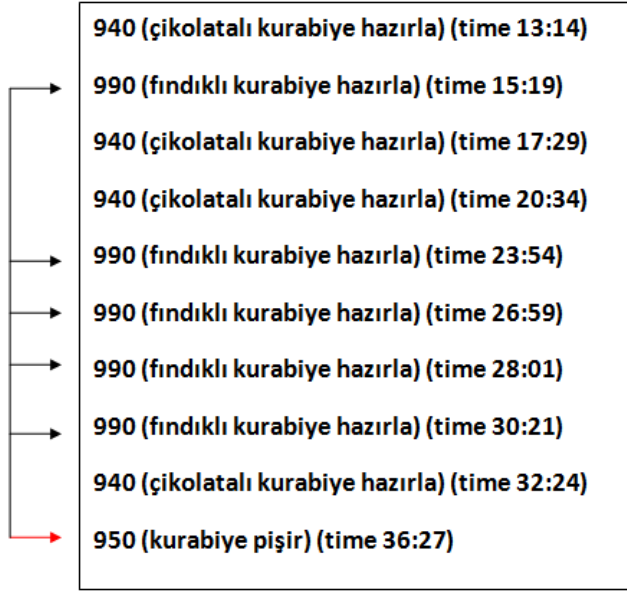 940 (çikolatalı kurabiye hazırla) (time 13:14)
990 (fındıklı kurabiye hazırla) (time 15:19)
940 (çikolatalı kurabiye hazırla) (time 17:29)
940 (çikolatalı kurabiye hazırla) (time 20:34)
990 (fındıklı kurabiye hazırla) (time 23:54)
990 (fındıklı kurabiye hazırla) (time 26:59)
990 (fındıklı kurabiye hazırla) (time 28:01)
990 (fındıklı kurabiye hazırla) (time 30:21)
940 (çikolatalı kurabiye hazırla) (time 32:24)
950 (kurabiye pişir) (time 36:27)